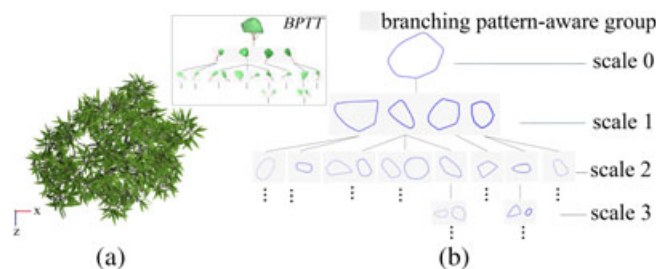 BPTT
branching pattern-aware group
scale 0
scale 1
scale 2
scale 3
x
z
(a)
(b)